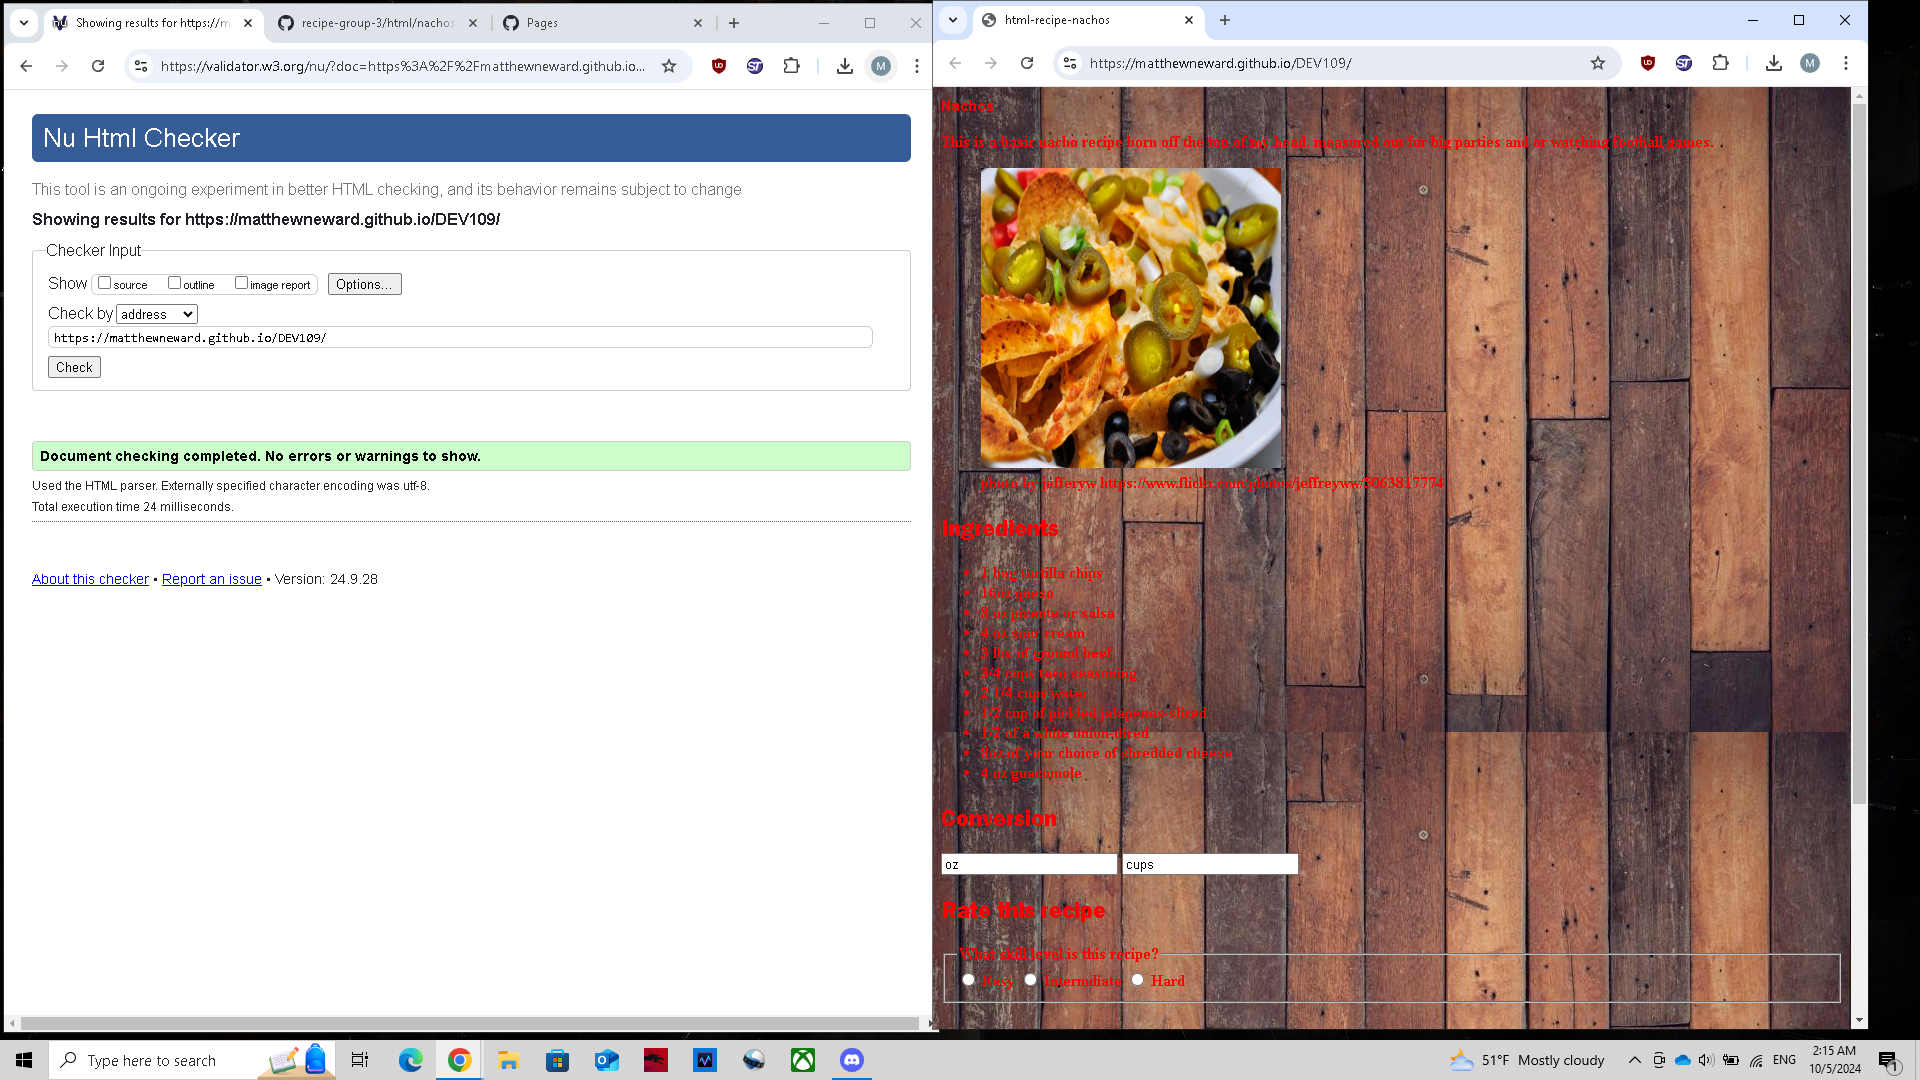 Showing results for https://m
recipe-group-3/html/nachos
Pages
https://validator.w3.org/nu/?doc=https%3A%2F%2Fmatthewneward.github.io...
M
Nu Html Checker
This tool is an ongoing experiment in better HTML checking, and its behavior remains subject to change
Showing results for https://matthewneward.github.io/DEV109/
Checker Input
Show source outline image report Options...
Check by address
https://matthewneward.github.io/DEV109/
Check
Document checking completed. No errors or warnings to show.
Used the HTML parser. Externally specified character encoding was utf-8.
Total execution time 24 milliseconds.
About this checker • Report an issue • Version: 24.9.28
html-recipe-nachos
https://matthewneward.github.io/DEV109/
M
Nachos
This is a basic nacho recipe born off the top of my head. measured our for big parties and or watching football games.
photo by jefferyw https://www.flickr.com/photos/jeffreyww/5063817774
Ingredients
1 bag tortilla chips
16oz queso
8 oz picante or salsa
4 oz sour cream
3 lbs of ground beef
3/4 cups taco seasoning
2 1/4 cups water
1/2 cup of pickled jalapenos-sliced
1/2 of a white onion-diced
8oz of your choice of shredded cheese
4 oz guacamole
Conversion
oz
cups
Rate this recipe
What skill level is this recipe?
Easy Intermdiate Hard
Type here to search
51°F Mostly cloudy
ENG
2:15 AM
10/5/2024
1